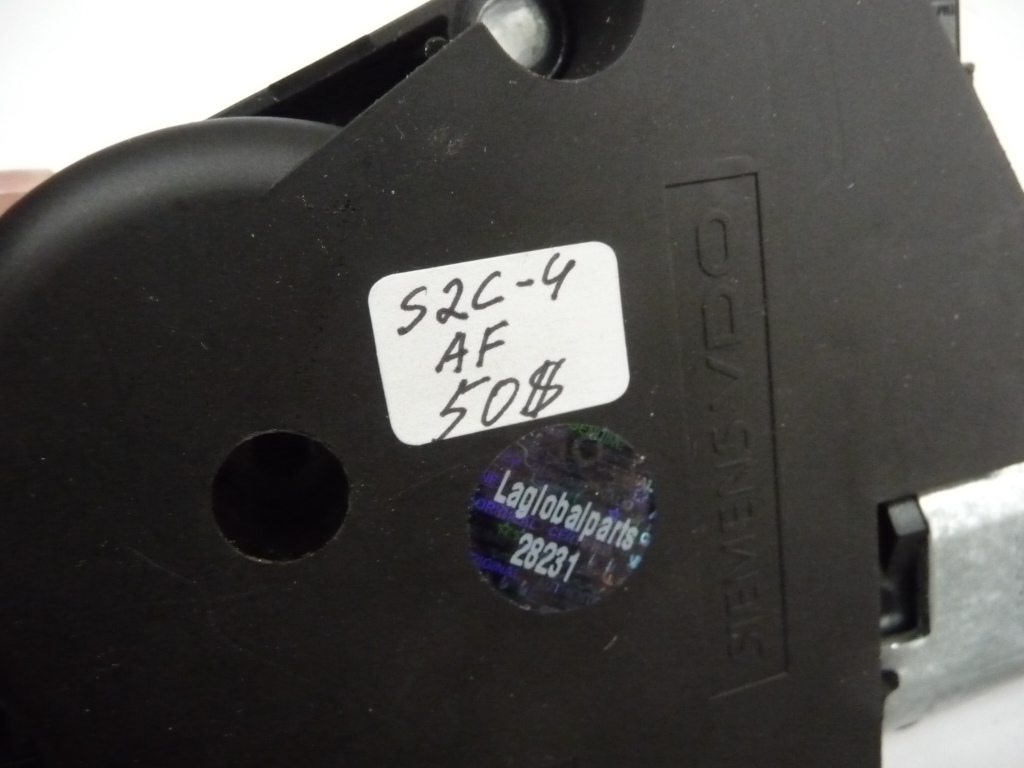 S2C-4
AF
50$
Laglobalparts
28231
SIEMENS VDO